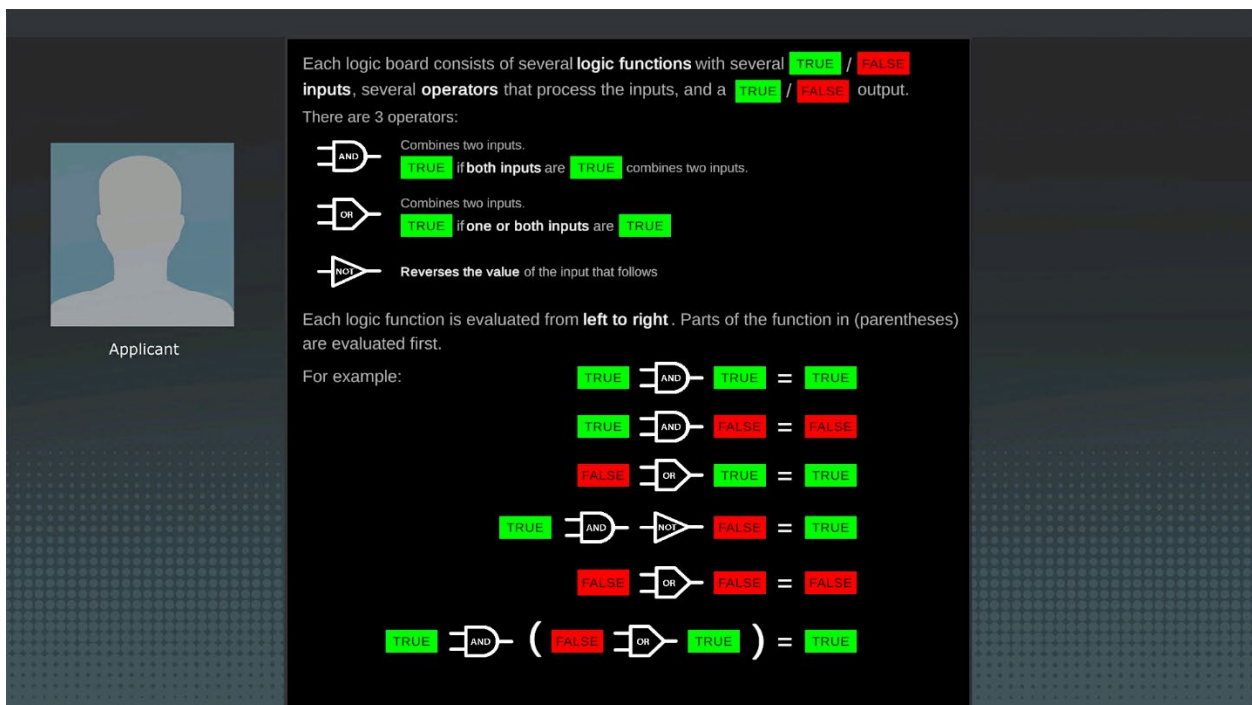 Each logic board consists of several logic functions with several TRUE / FALSE
inputs, several operators that process the inputs, and a TRUE / FALSE output.
There are 3 operators:
AND Combines two inputs.
TRUE if both inputs are TRUE combines two inputs.
OR Combines two inputs.
TRUE if one or both inputs are TRUE
NOT Reverses the value of the input that follows
Each logic function is evaluated from left to right. Parts of the function in (parentheses)
are evaluated first.
Applicant
For example:
TRUE AND TRUE = TRUE
TRUE AND FALSE = FALSE
FALSE OR TRUE = TRUE
TRUE AND NOT FALSE = TRUE
FALSE OR FALSE = FALSE
TRUE AND ( FALSE OR TRUE ) = TRUE